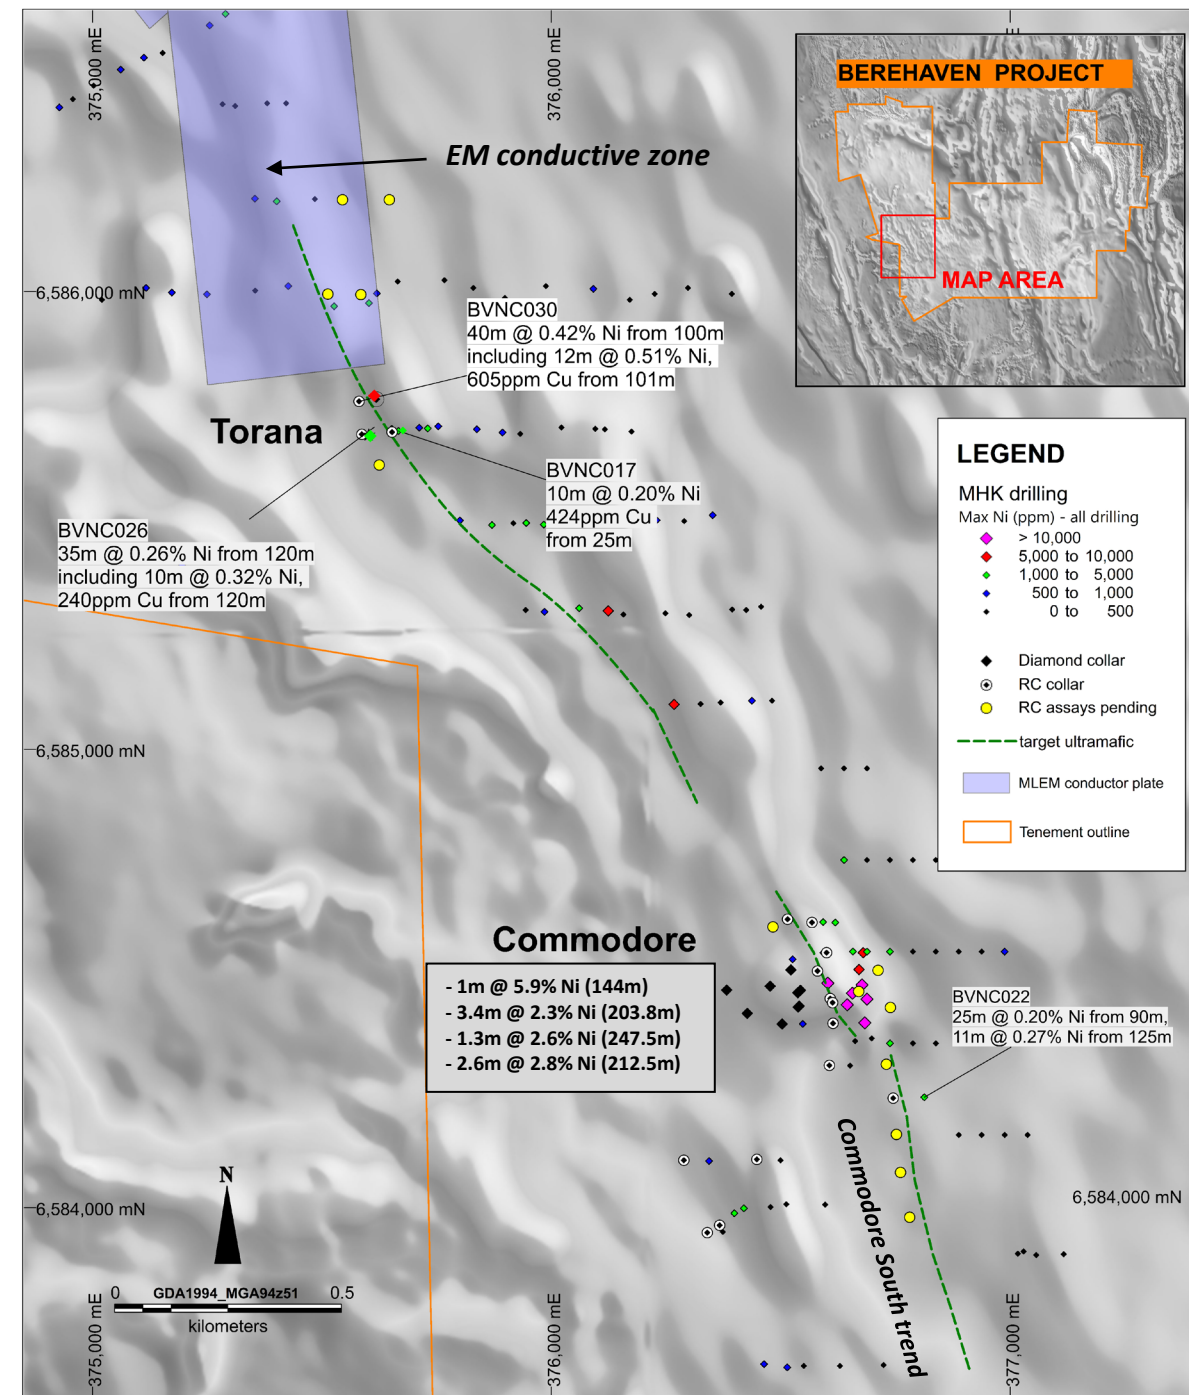 375,000 mE
376,000 mE
mE
BEREHAVEN PROJECT
MAP AREA
EM conductive zone
6,586,000 mN
BVNC030
40m @ 0.42% Ni from 100m
including 12m @ 0.51% Ni,
605ppm Cu from 101m
Torana
BVNC017
10m @ 0.20% Ni
424ppm Cu
from 25m
BVNC026
35m @ 0.26% Ni from 120m
including 10m @ 0.32% Ni,
240ppm Cu from 120m
LEGEND
MHK drilling
Max Ni (ppm) - all drilling
> 10,000
5,000 to 10,000
1,000 to 5,000
500 to 1,000
0 to 500
Diamond collar
RC collar
RC assays pending
target ultramafic
MLEM conductor plate
Tenement outline
6,585,000 mN
Commodore
- 1m @ 5.9% Ni (144m)
- 3.4m @ 2.3% Ni (203.8m)
- 1.3m @ 2.6% Ni (247.5m)
- 2.6m @ 2.8% Ni (212.5m)
BVNC022
25m @ 0.20% Ni from 90m,
11m @ 0.27% Ni from 125m
Commodore South trend
N
6,584,000 mN
6,584,000 mN
0 GDA1994_MGA94z51 0.5
kilometers
375,000 mE
376,000 mE
377,000 mE